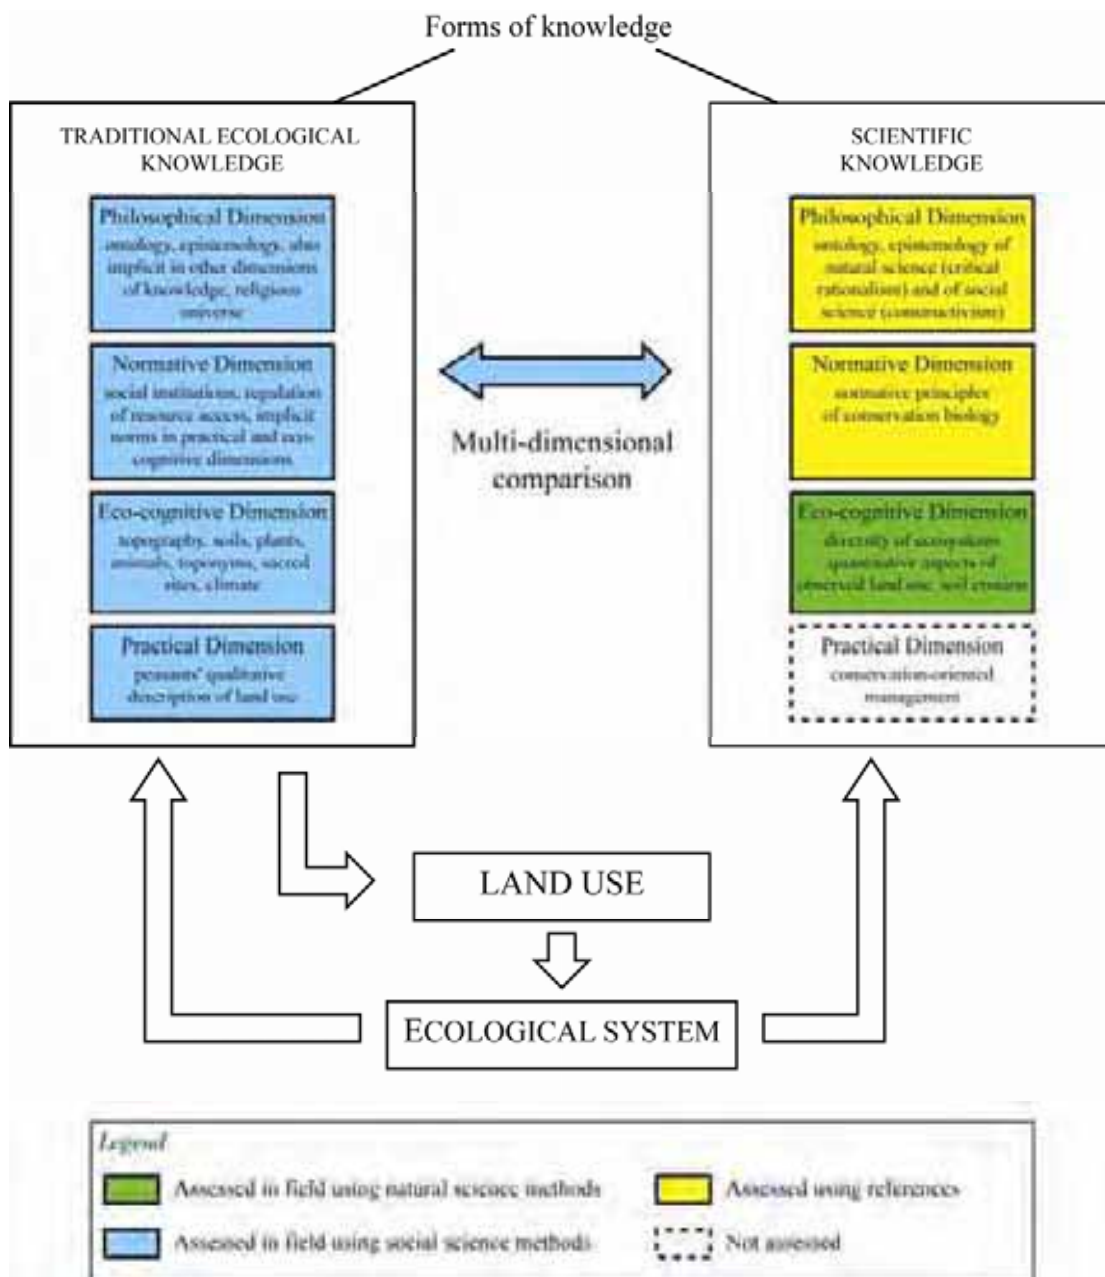 Forms of knowledge
TRADITIONAL ECOLOGICAL
KNOWLEDGE
Philosophical Dimension
ontology, epistemology, also
implicit in other dimensions
of knowledge, religious
universe
Normative Dimension
social institutions, regulation
of resource access, implicit
norms in practical and eco-
cognitive dimensions
Eco-cognitive Dimension
topography, soils, plants,
animals, toponyms, sacred
sites, climate
Practical Dimension
peasants' qualitative
description of land use
Multi-dimensional
comparison
SCIENTIFIC
KNOWLEDGE
Philosophical Dimension
ontology, epistemology of
natural science (critical
rationalism) and of social
science (constructivism)
Normative Dimension
normative principles
of conservation biology
Eco-cognitive Dimension
diversity of ecosystems
quantitative aspects of
observed land use, soil erosion
Practical Dimension
conservation-oriented
management
LAND USE
ECOLOGICAL SYSTEM
Legend
Assessed in field using natural science methods
Assessed using references
Assessed in field using social science methods
Not assessed